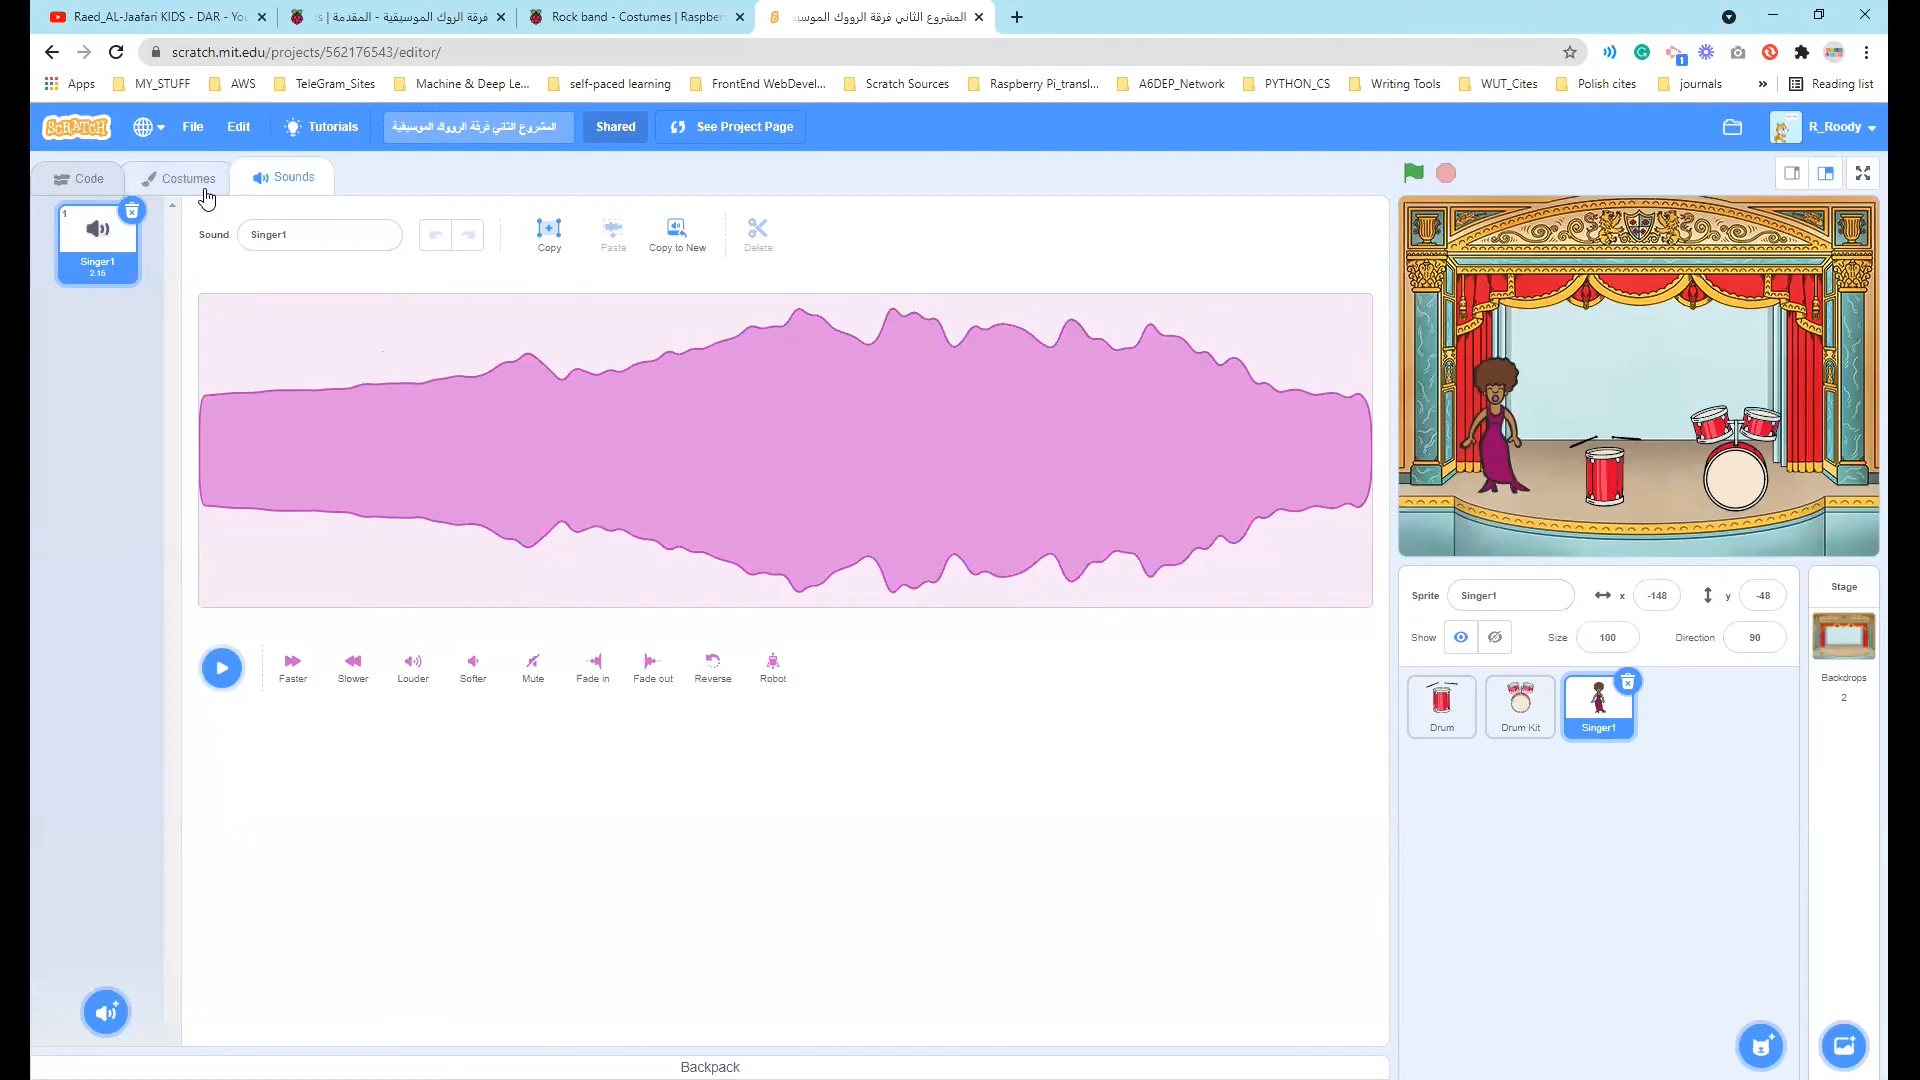 Raed_AL-Jaafari KIDS - DAR - You
فرقة الروك الموسيقية - المقدمة | s
Rock band - Costumes | Raspber
المشروع الثاني فرقة الرووك الموسيـ
scratch.mit.edu/projects/562176543/editor/
1
Apps
MY_STUFF
AWS
TeleGram_Sites
Machine & Deep Le...
self-paced learning
FrontEnd WebDevel...
Scratch Sources
Raspberry Pi_transl...
A6DEP_Network
PYTHON_CS
Writing Tools
WUT_Cites
Polish cites
journals
»
Reading list
SCRATCH
File
Edit
Tutorials
المشروع الثاني فرقة الرووك الموسيقية
Shared
See Project Page
R_Roody
Code
Costumes
Sounds
1
Singer1
2.16
Sound
Singer1
Copy
Paste
Copy to New
Delete
Faster
Slower
Louder
Softer
Mute
Fade in
Fade out
Reverse
Robot
Sprite
Singer1
x
-148
y
-48
Show
Size
100
Direction
90
Drum
Drum Kit
Singer1
Stage
Backdrops
2
Backpack